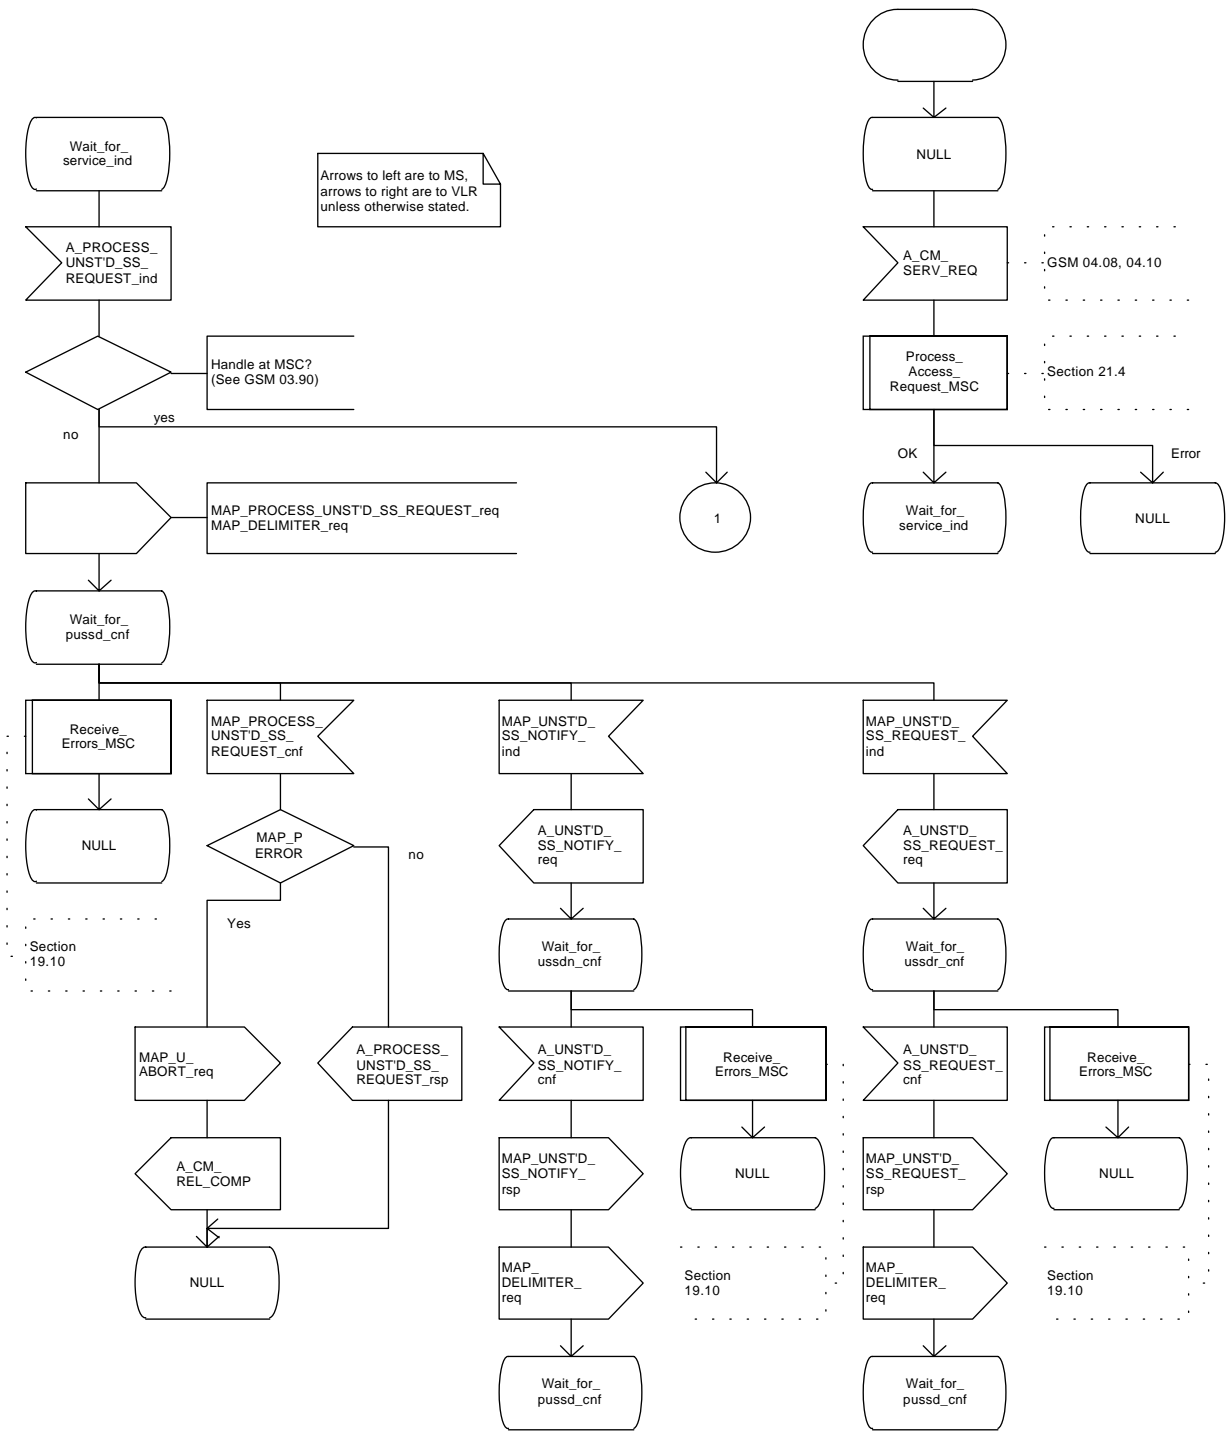 Wait_for_
service_ind
Arrows to left are to MS,
arrows to right are to VLR
unless otherwise stated.
NULL
A_PROCESS_
UNST'D_SS_
REQUEST_ind
A_CM_
SERV_REQ
GSM 04.08, 04.10
Handle at MSC?
(See GSM 03.90)
Process_
Access_
Request_MSC
Section 21.4
yes
no
OK
Error
MAP_PROCESS_UNST'D_SS_REQUEST_req
MAP_DELIMITER_req
1
Wait_for_
service_ind
NULL
Wait_for_
pussd_cnf
Receive_
Errors_MSC
MAP_PROCESS_
UNST'D_SS_
REQUEST_cnf
MAP_UNST'D_
SS_NOTIFY_
ind
MAP_UNST'D_
SS_REQUEST_
ind
NULL
MAP_P
ERROR
no
A_UNST'D_
SS_NOTIFY_
req
A_UNST'D_
SS_REQUEST_
req
Yes
Section
19.10
Wait_for_
ussdn_cnf
Wait_for_
ussdr_cnf
MAP_U_
ABORT_req
A_PROCESS_
UNST'D_SS_
REQUEST_rsp
A_UNST'D_
SS_NOTIFY_
cnf
Receive_
Errors_MSC
A_UNST'D_
SS_REQUEST_
cnf
Receive_
Errors_MSC
A_CM_
REL_COMP
MAP_UNST'D_
SS_NOTIFY_
rsp
NULL
MAP_UNST'D_
SS_REQUEST_
rsp
NULL
NULL
MAP_
DELIMITER_
req
Section
19.10
MAP_
DELIMITER_
req
Section
19.10
Wait_for_
pussd_cnf
Wait_for_
pussd_cnf